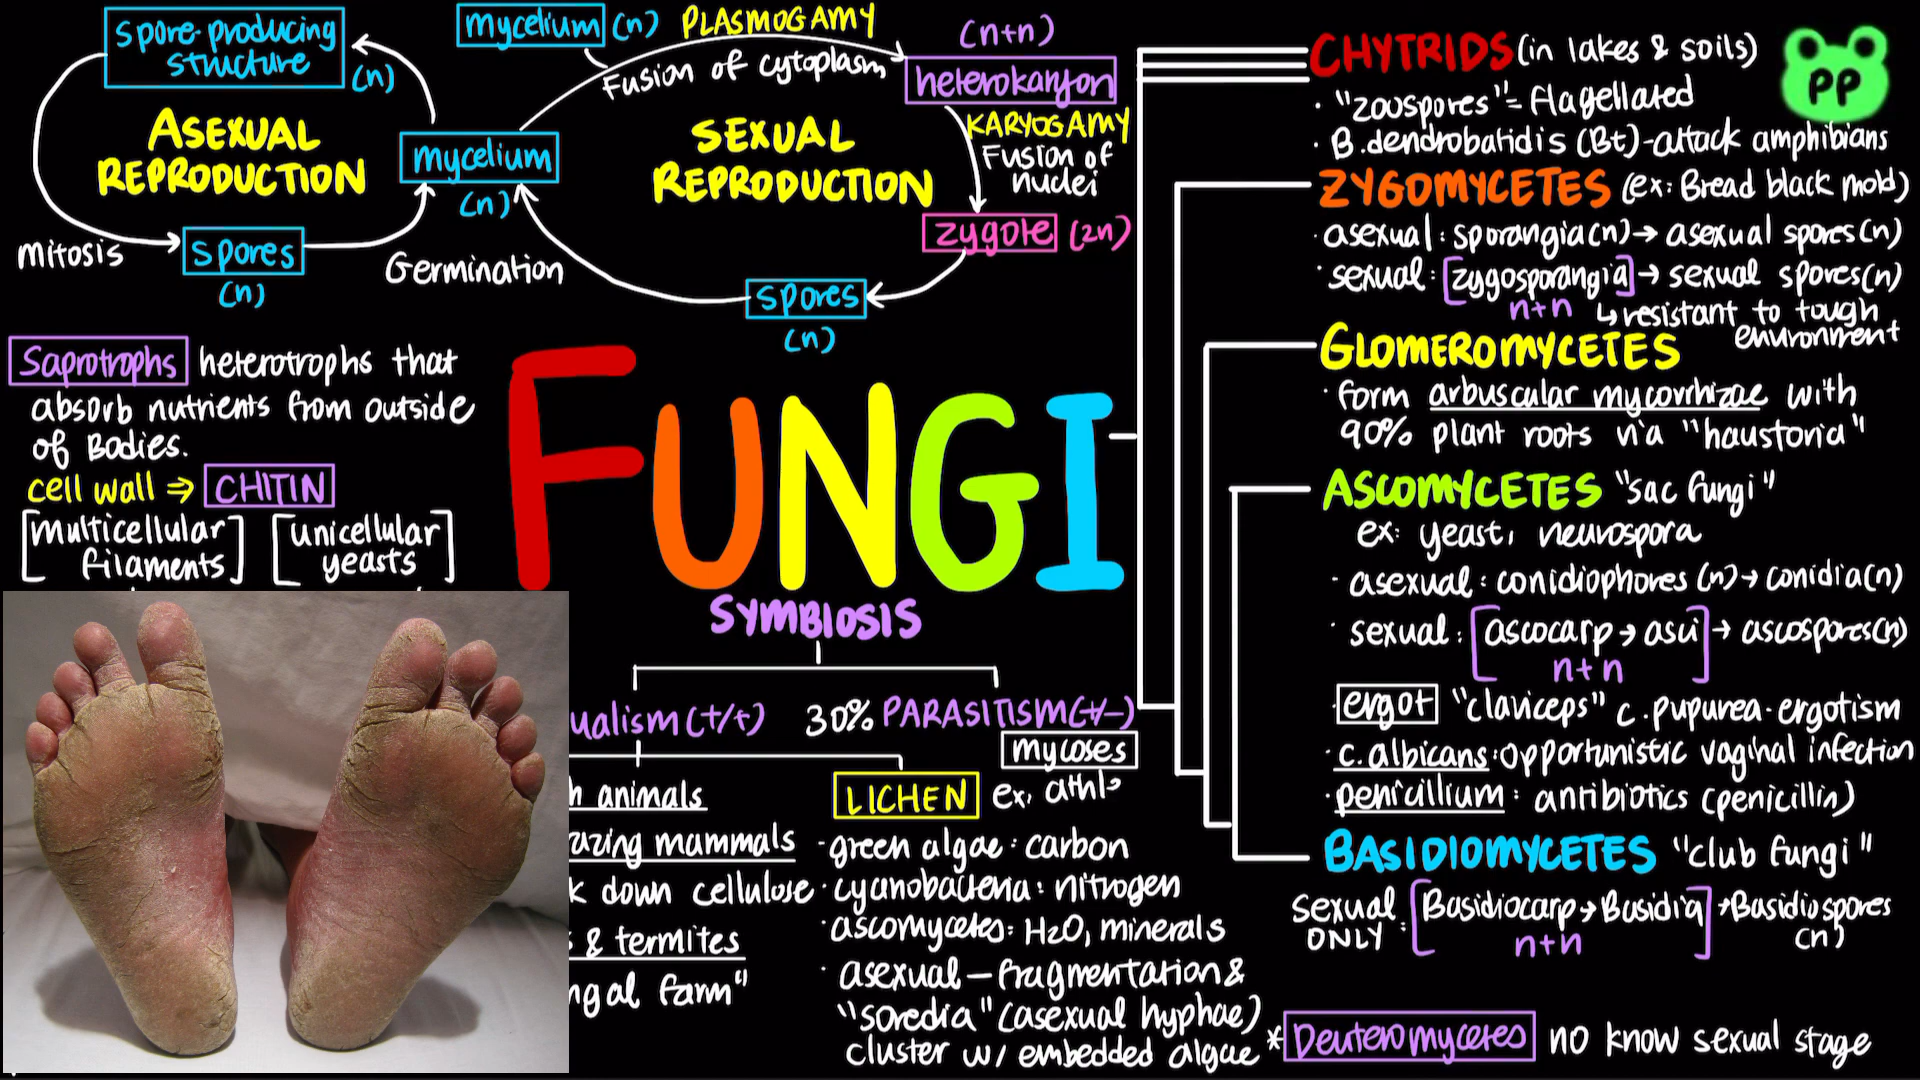 spore-producing
structure
(n)
ASEXUAL
REPRODUCTION
mitosis
spores
(n)
Germination
mycelium
(n)
mycelium (n)
PLASMOGAMY
Fusion of cytoplasm
(n+n)
heterokaryon
KARYOGAMY
Fusion of
nuclei
SEXUAL
REPRODUCTION
zygote (2n)
spores
(n)
Saprotrophs heterotrophs that
absorb nutrients from outside
of Bodies.
cell wall ⇒ CHITIN
[multicellular filaments] [unicellular yeasts]
FUNGI
SYMBIOSIS
ualism (+/+) 30% PARASITISM (+/-)
mycoses
ex, athl
h animals
azing mammals
k down cellulose
s & termites
ngal farm"
LICHEN
·green algae: carbon
·cyanobacteria: nitrogen
·ascomycetes: H2O, minerals
· asexual — fragmentation &
"soredia" (asexual hyphae)
cluster w/ embedded algae
CHYTRIDS (in lakes & soils)
PP
· "zouspores" = flagellated
· B.dendrobatidis (Bt)-attack amphibians
ZYGOMYCETES (ex: Bread black mold)
·asexual: sporangia(n) → asexual spores(n)
·sexual: [zygosporangia] → sexual spores(n)
n+n ↳ resistant to tough
environment
GLOMEROMYCETES
· form arbuscular mycorrhizae with
90% plant roots via "haustoria"
ASCOMYCETES "sac fungi"
ex: yeast, neurospora
· asexual: conidiophores (n) → conidia(n)
· sexual: [ascocarp → asci] → ascospores(n)
n+n
·ergot "claviceps" c.pupurea-ergotism
·c.albicans:opportunistic vaginal infection
·penicillium: antibiotics (penicillin)
BASIDIOMYCETES "club fungi"
SEXUAL ONLY: [Basidiocarp → Basidia] → Basidiospores
n+n (n)
*Deuteromycetes no know sexual stage